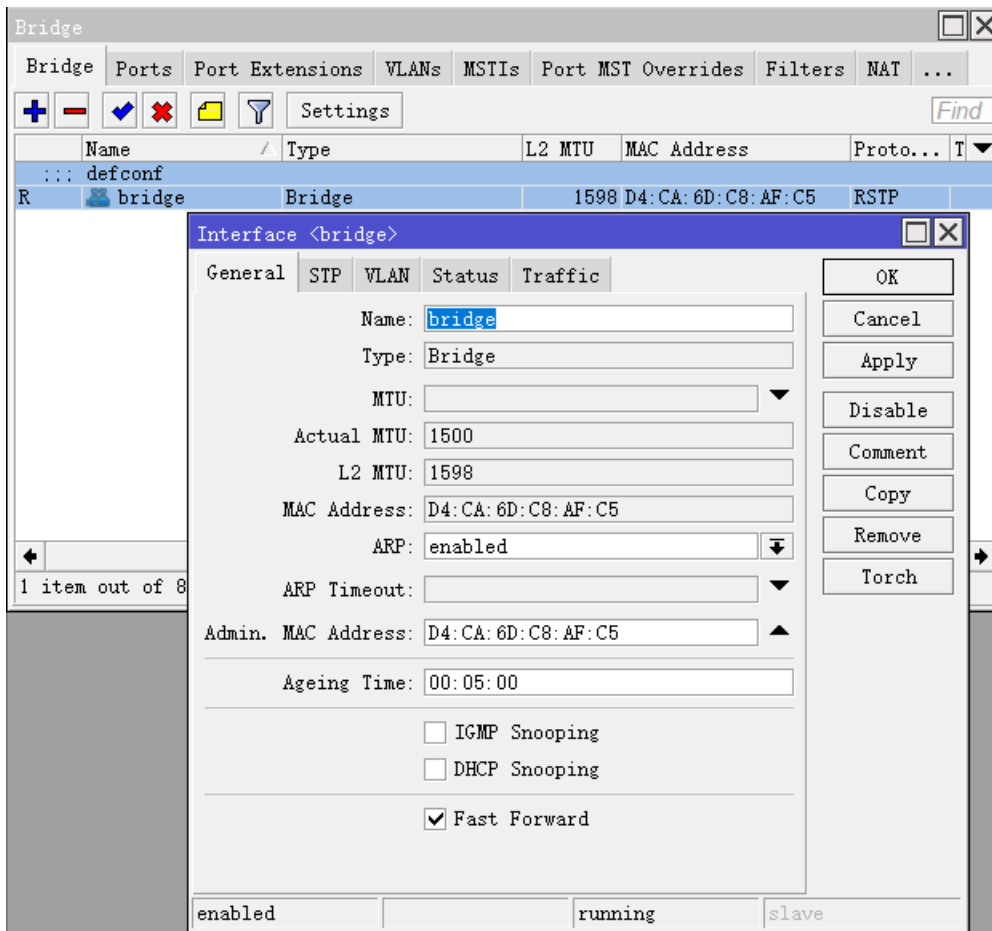 Bridge
Bridge Ports Port Extensions VLANs MSTIs Port MST Overrides Filters NAT ...
Settings Find
Name Type L2 MTU MAC Address Proto... T
;;; defconf
R bridge Bridge 1598 D4:CA:6D:C8:AF:C5 RSTP
1 item out of 8
Interface <bridge>
General STP VLAN Status Traffic
Name: bridge
Type: Bridge
MTU:
Actual MTU: 1500
L2 MTU: 1598
MAC Address: D4:CA:6D:C8:AF:C5
ARP: enabled
ARP Timeout:
Admin. MAC Address: D4:CA:6D:C8:AF:C5
Ageing Time: 00:05:00
IGMP Snooping
DHCP Snooping
Fast Forward
OK
Cancel
Apply
Disable
Comment
Copy
Remove
Torch
enabled running slave